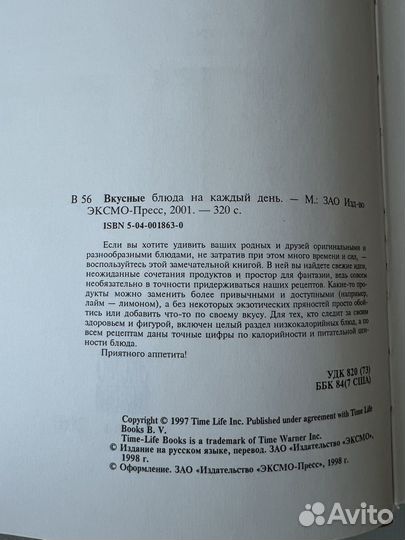 В 56 Вкусные блюда на каждый день. — М.: ЗАО Изд-во
ЭКСМО-Пресс, 2001. — 320 с.
ISBN 5-04-001863-0
Если вы хотите удивить ваших родных и друзей оригинальными и
разнообразными блюдами, не затратив при этом много времени и сил, —
воспользуйтесь этой замечательной книгой. В ней вы найдете свежие идеи,
неожиданные сочетания продуктов и простор для фантазии, ведь совсем
необязательно в точности придерживаться наших рецептов. Какие-то про-
дукты можно заменить более привычными и доступными (например,
лайм — лимоном), а без некоторых экзотических пряностей просто обой-
тись или добавить что-то по своему вкусу. Для тех, кто следит за своим
здоровьем и фигурой, включен целый раздел низкокалорийных блюд, а по
всем рецептам даны точные цифры по калорийности и питательной цен-
ности блюда.
Приятного аппетита!
УДК 820 (73)
ББК 84(7 США)
Copyright © 1997 Time Life Inc. Published under agreement with Time Life
Books B. V.
Time-Life Books is a trademark of Time Warner Inc.
© Издание на русском языке, перевод. ЗАО «Издательство «ЭКСМО»,
1998 г.
© Оформление. ЗАО «Издательство «ЭКСМО-Пресс», 1998 г.
Avito